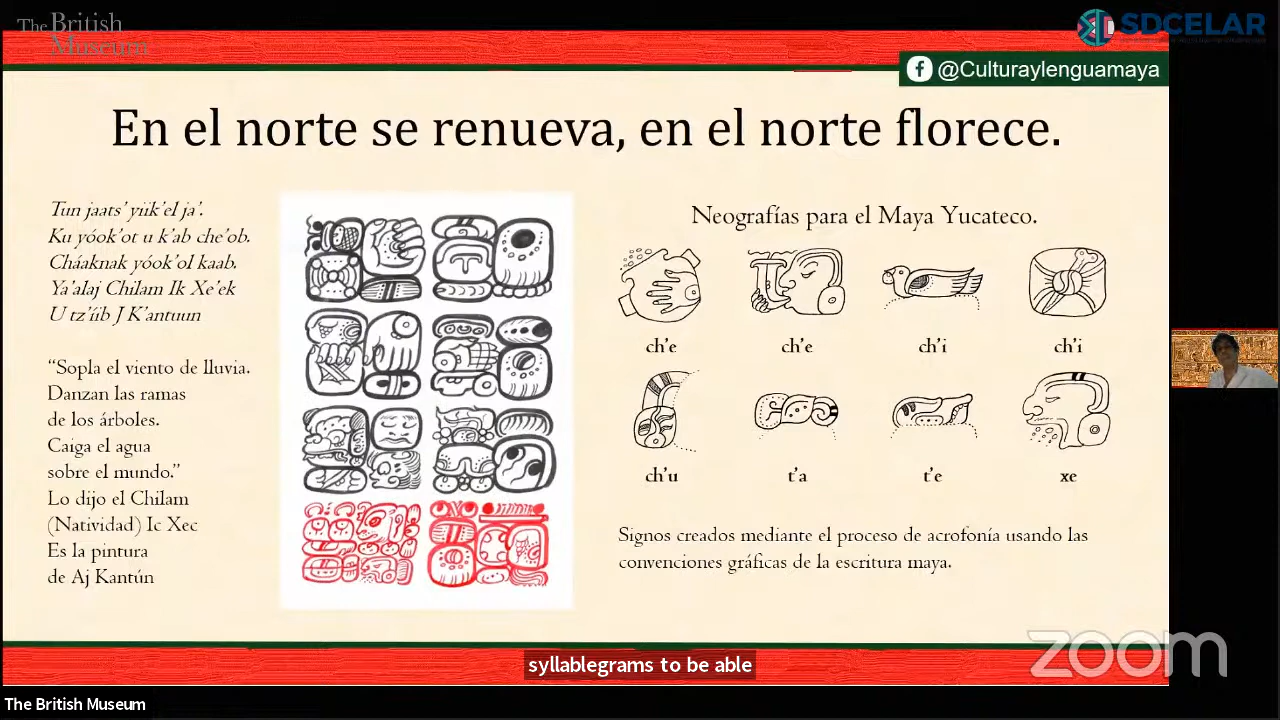 The British
Museum
SDCELAR
@Culturaylenguamaya
En el norte se renueva, en el norte florece.
Tun jaats' yiik'el ja'.
Ku yóok'ot u k'ab che'ob.
Cháaknak yóok'ol kaab.
Ya'alaj Chilam Ik Xe'ek
U tz'íib J K'antuun
“Sopla el viento de lluvia.
Danzan las ramas
de los árboles.
Caiga el agua
sobre el mundo.”
Lo dijo el Chilam
(Natividad) Ic Xec
Es la pintura
de Aj Kantún
Neografías para el Maya Yucateco.
ch'e ch'e ch'i ch'i
ch'u t'a t'e xe
Signos creados mediante el proceso de acrofonía usando las
convenciones gráficas de la escritura maya.
syllablegrams to be able
zoom
The British Museum